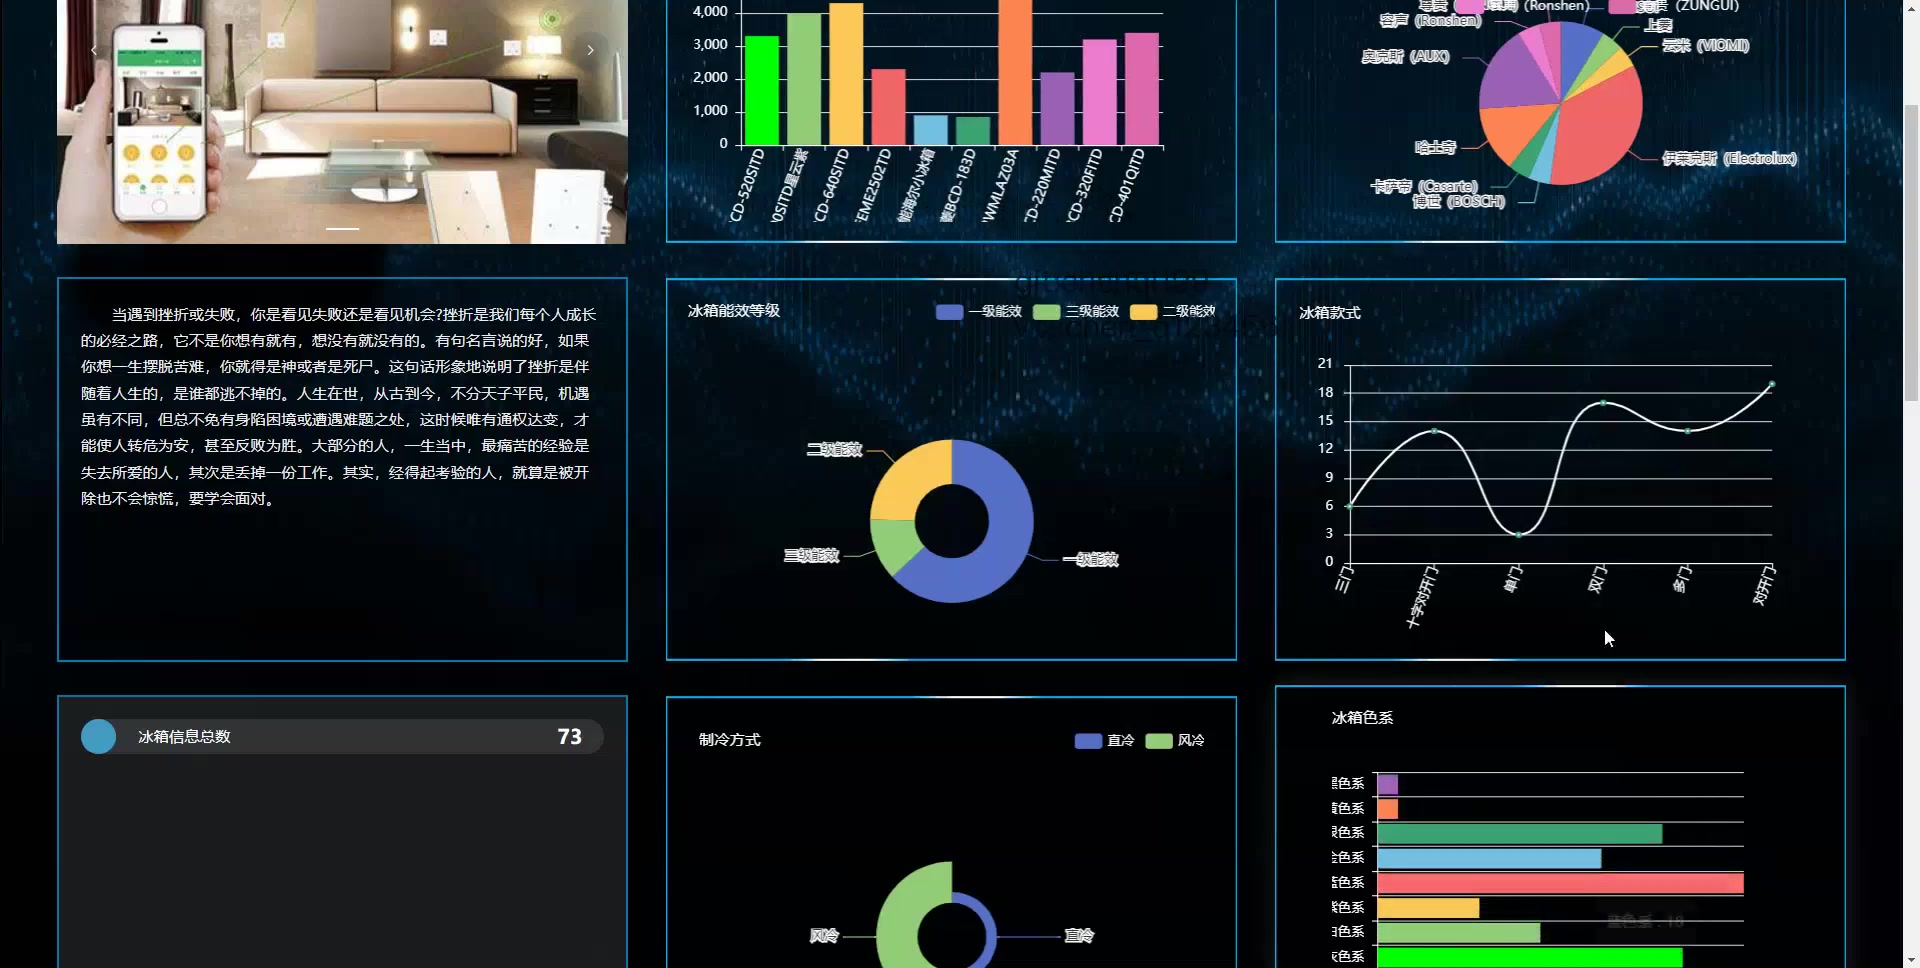 4,000
3,000
2,000
1,000
0
CD-520SITD
0SITD星云紫
CD-640SITD
EME2502TD
能海尔小冰箱
菱BCD-183D
WMLAZ03A
D-220MITD
CD-320FITD
CD-401QITD
(Ronshen)
(ZUNGUI)
容声 (Ronshen)
上菱
云米 (VIOMI)
奥克斯 (AUX)
哈士奇
伊莱克斯 (Electrolux)
卡萨帝 (Casarte)
博世 (BOSCH)
当遇到挫折或失败，你是看见失败还是看见机会?挫折是我们每个人成长
的必经之路，它不是你想有就有，想没有就没有的。有句名言说的好，如果
你想一生摆脱苦难，你就得是神或者是死尸。这句话形象地说明了挫折是伴
随着人生的，是谁都逃不掉的。人生在世，从古到今，不分天子平民，机遇
虽有不同，但总不免有身陷困境或遭遇难题之处，这时候唯有通权达变，才
能使人转危为安，甚至反败为胜。大部分的人，一生当中，最痛苦的经验是
失去所爱的人，其次是丢掉一份工作。其实，经得起考验的人，就算是被开
除也不会惊慌，要学会面对。
冰箱能效等级
一级能效 三级能效 二级能效
二级能效
三级能效
一级能效
冰箱款式
21
18
15
12
9
6
3
0
三门
十字对开门
单门
双门
多门
对开门
冰箱信息总数 73
制冷方式
直冷 风冷
风冷
直冷
冰箱色系
色系
色系
色系
色系
色系
色系
白色系
灰色系